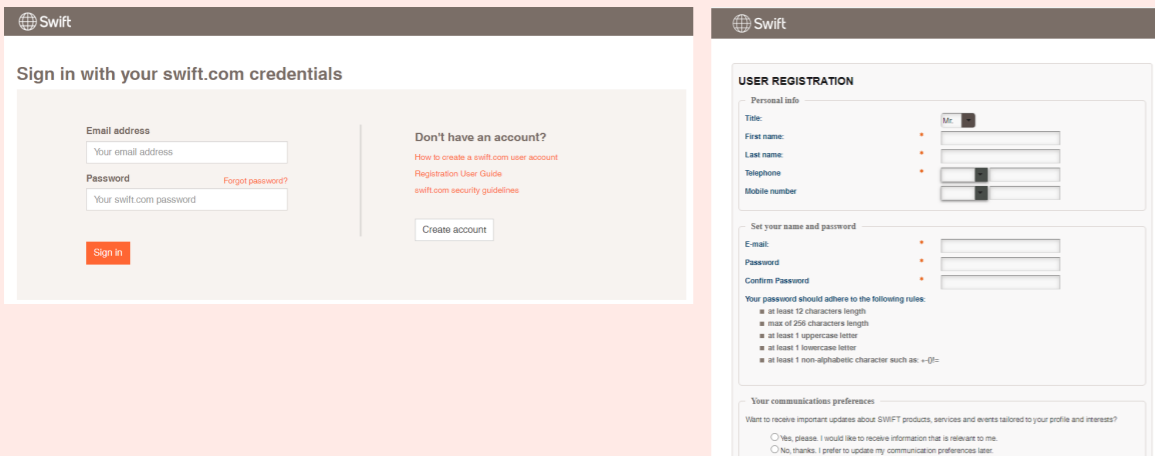 Swift
Sign in with your swift.com credentials
Email address
Your email address
Password Forgot password?
Your swift.com password
Sign in
Don't have an account?
How to create a swift.com user account
Registration User Guide
swift.com security guidelines
Create account
Swift
USER REGISTRATION
Personal info
Title: Mr.
First name: *
Last name: *
Telephone *
Mobile number
Set your name and password
E-mail: *
Password *
Confirm Password *
Your password should adhere to the following rules:
at least 12 characters length
max of 256 characters length
at least 1 uppercase letter
at least 1 lowercase letter
at least 1 non-alphabetic character such as:
Your communications preferences
Want to receive important updates about SWIFT products, services and events tailored to your profile and interests?
Yes, please. I would like to receive information that is relevant to me.
No, thanks. I prefer to update my communication preferences later.